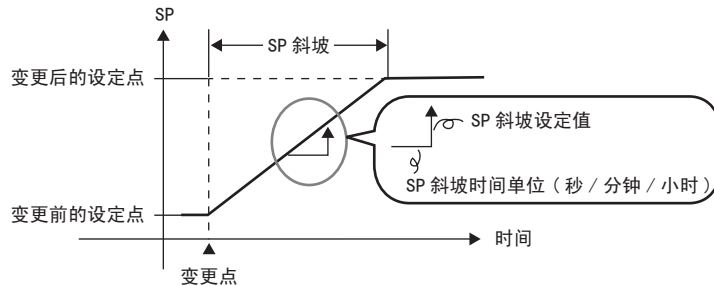 SP
SP 斜坡
变更后的设定点
SP 斜坡设定值
SP 斜坡时间单位 ( 秒 / 分钟 / 小时 )
变更前的设定点
时间
变更点